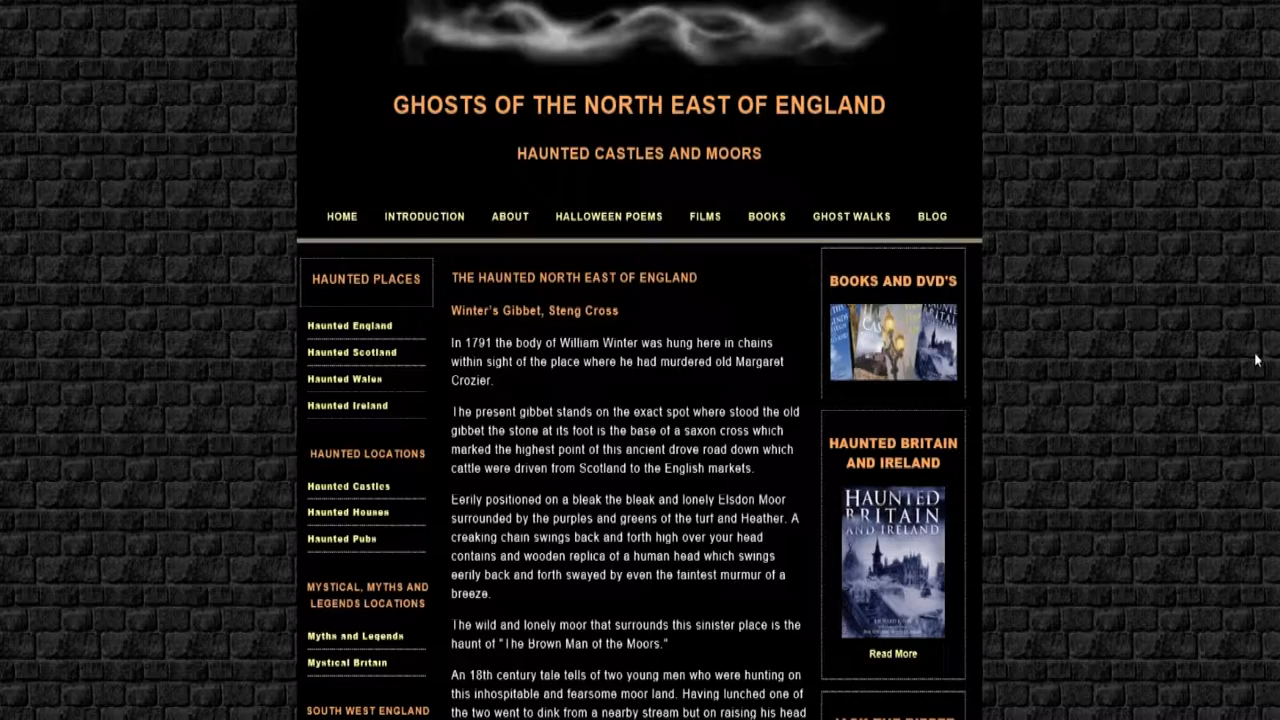 GHOSTS OF THE NORTH EAST OF ENGLAND
HAUNTED CASTLES AND MOORS
HOME INTRODUCTION ABOUT HALLOWEEN POEMS FILMS BOOKS GHOST WALKS BLOG
HAUNTED PLACES
Haunted England
Haunted Scotland
Haunted Wales
Haunted Ireland
HAUNTED LOCATIONS
Haunted Castles
Haunted Houses
Haunted Pubs
MYSTICAL, MYTHS AND
LEGENDS LOCATIONS
Myths and Legends
Mystical Britain
SOUTH WEST ENGLAND
THE HAUNTED NORTH EAST OF ENGLAND
Winter's Gibbet, Steng Cross
In 1791 the body of William Winter was hung here in chains
within sight of the place where he had murdered old Margaret
Crozier.
The present gibbet stands on the exact spot where stood the old
gibbet the stone at its foot is the base of a saxon cross which
marked the highest point of this ancient drove road down which
cattle were driven from Scotland to the English markets.
Eerily positioned on a bleak the bleak and lonely Elsdon Moor
surrounded by the purples and greens of the turf and Heather. A
creaking chain swings back and forth high over your head
contains and wooden replica of a human head which swings
eerily back and forth swayed by even the faintest murmur of a
breeze.
The wild and lonely moor that surrounds this sinister place is the
haunt of "The Brown Man of the Moors."
An 18th century tale tells of two young men who were hunting on
this inhospitable and fearsome moor land. Having lunched one of
the two went to dink from a nearby stream but on raising his head
BOOKS AND DVD'S
HAUNTED BRITAIN
AND IRELAND
HAUNTED
BRITAIN
AND IRELAND
Read More
JACK THE RIPPER